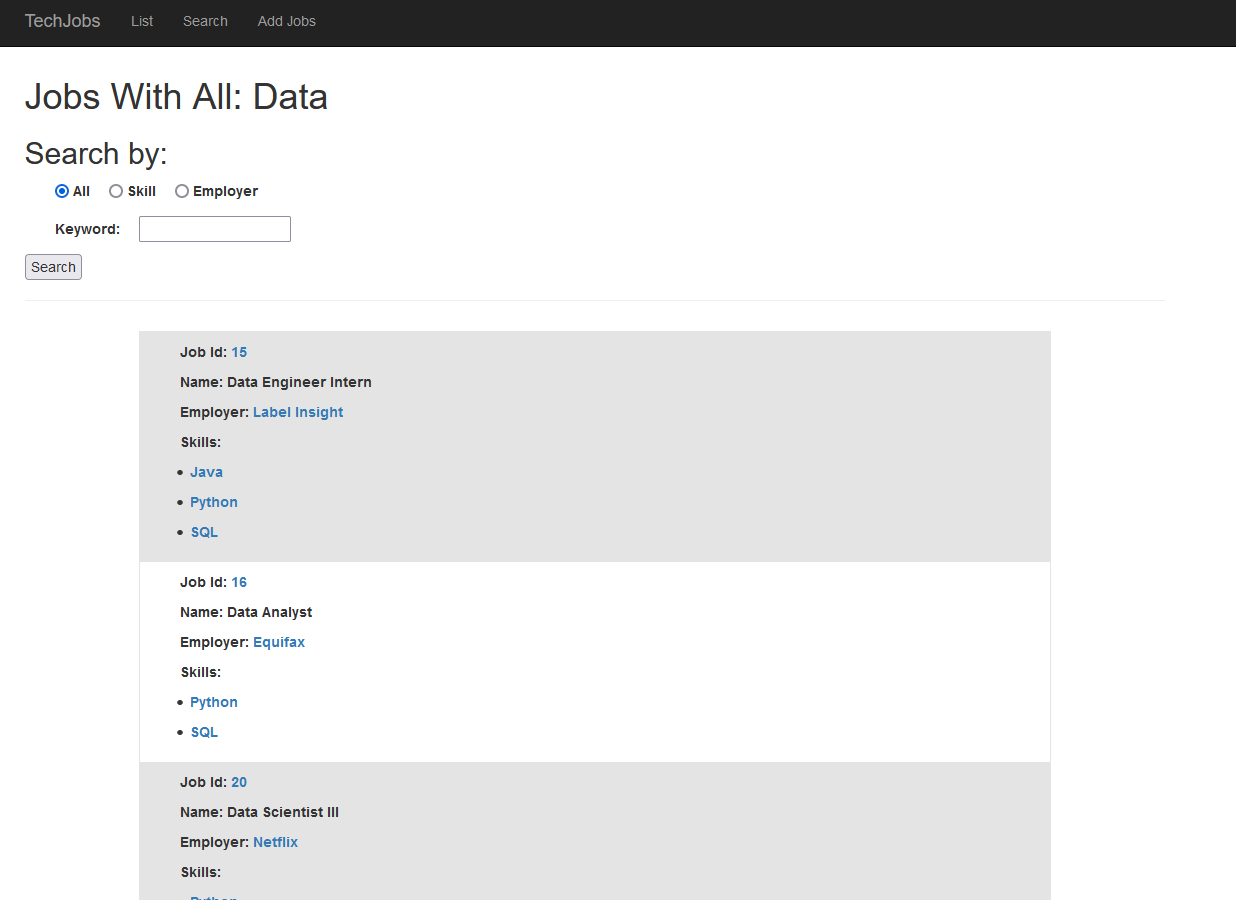 TechJobs List Search Add Jobs
Jobs With All: Data
Search by:
All Skill Employer
Keyword:
Search
Job Id: 15
Name: Data Engineer Intern
Employer: Label Insight
Skills:
• Java
• Python
• SQL
Job Id: 16
Name: Data Analyst
Employer: Equifax
Skills:
• Python
• SQL
Job Id: 20
Name: Data Scientist III
Employer: Netflix
Skills:
Python